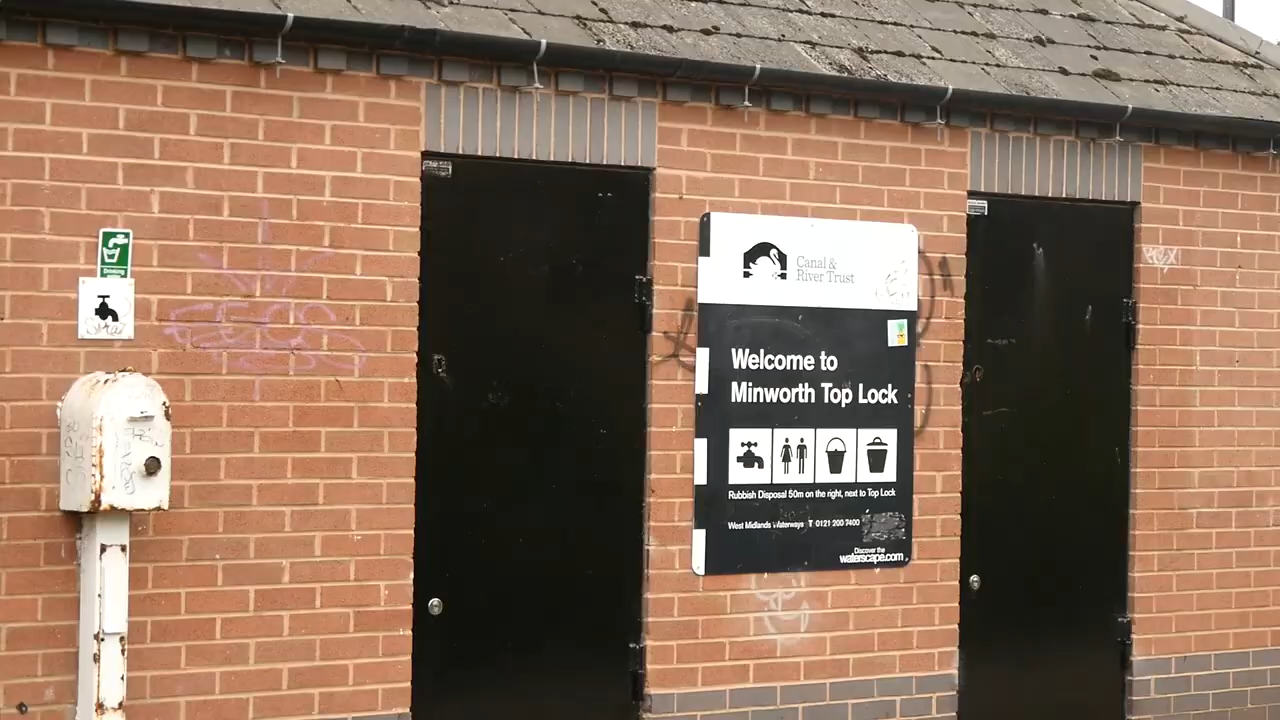 Drinking
Canal &
River Trust
Welcome to
Minworth Top Lock
Rubbish Disposal 50m on the right, next to Top Lock
West Midlands Waterways T 0121 200 7400
Discover the
waterscape.com